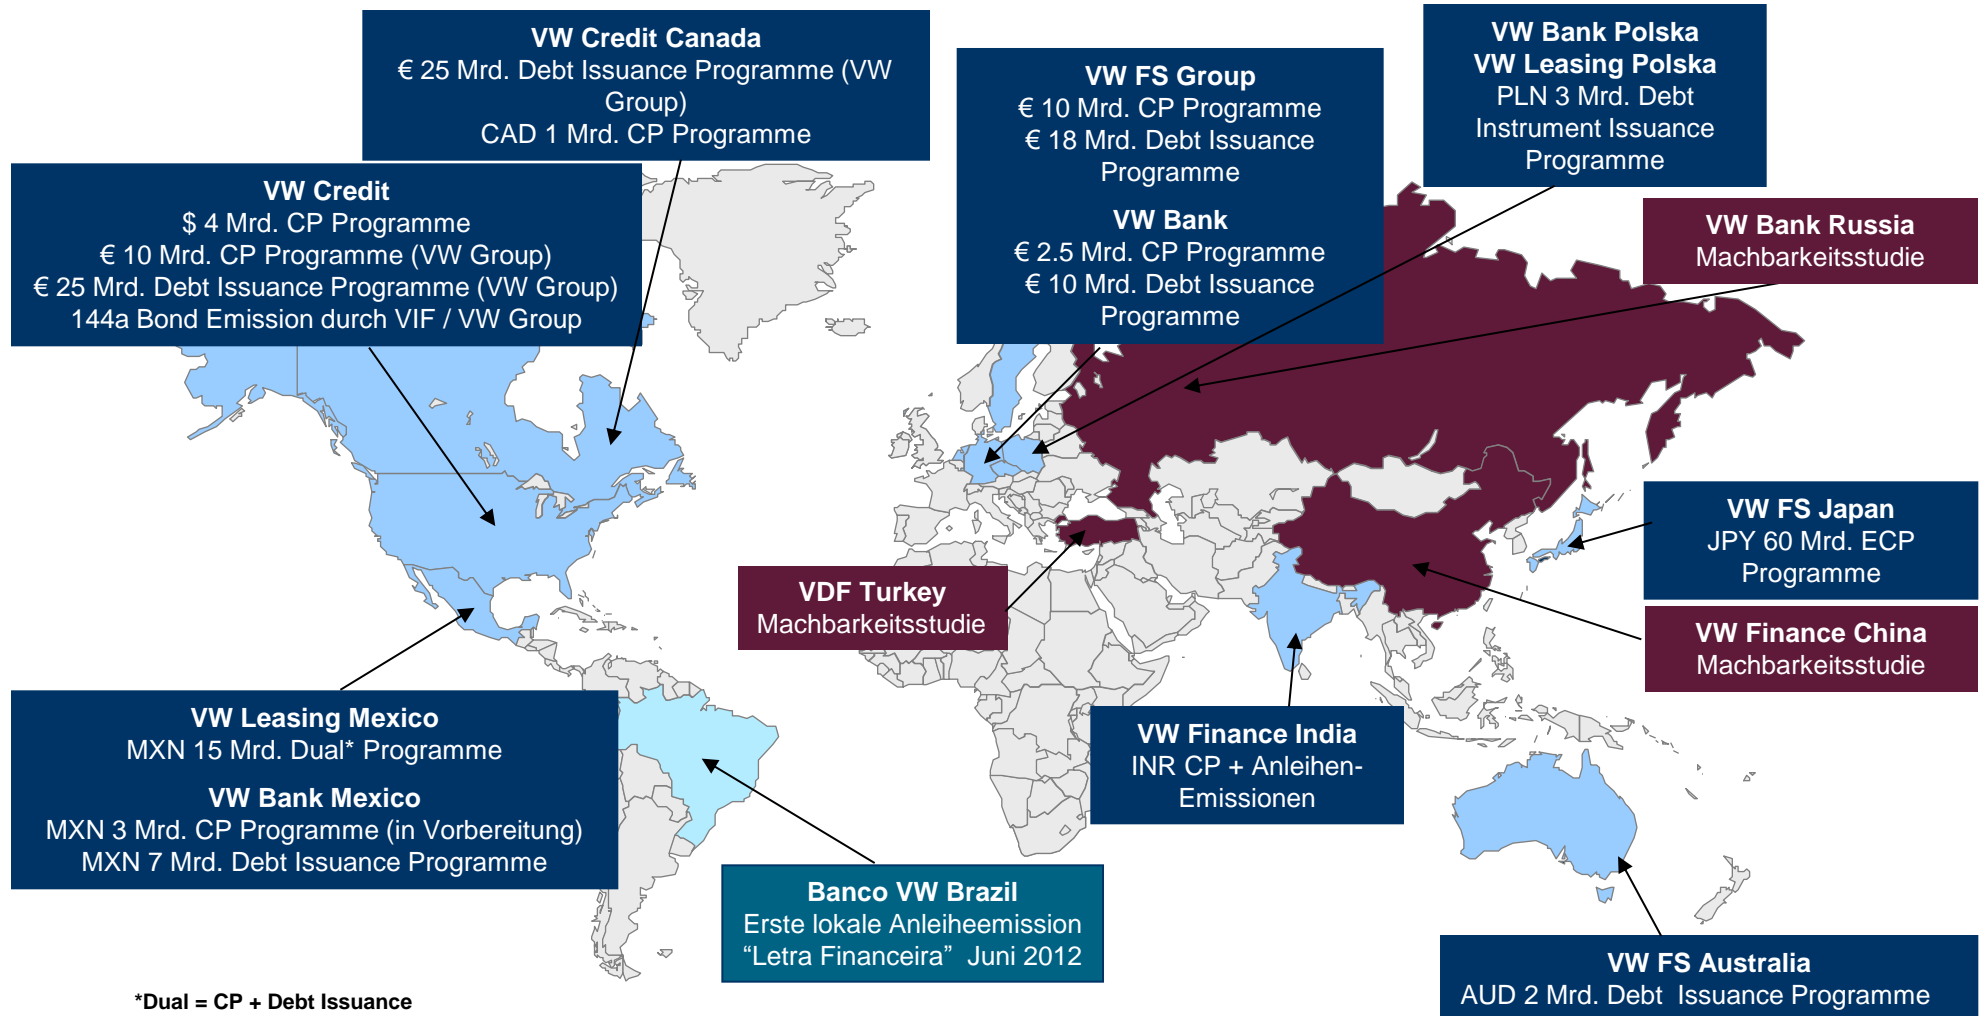 VW Credit Canada
€ 25 Mrd. Debt Issuance Programme (VW
Group)
CAD 1 Mrd. CP Programme
VW Credit
$ 4 Mrd. CP Programme
€ 10 Mrd. CP Programme (VW Group)
€ 25 Mrd. Debt Issuance Programme (VW Group)
144a Bond Emission durch VIF / VW Group
VW FS Group
€ 10 Mrd. CP Programme
€ 18 Mrd. Debt Issuance
Programme
VW Bank
€ 2.5 Mrd. CP Programme
€ 10 Mrd. Debt Issuance
Programme
VW Bank Polska
VW Leasing Polska
PLN 3 Mrd. Debt
Instrument Issuance
Programme
VW Bank Russia
Machbarkeitsstudie
VW FS Japan
JPY 60 Mrd. ECP
Programme
VDF Turkey
Machbarkeitsstudie
VW Finance China
Machbarkeitsstudie
VW Leasing Mexico
MXN 15 Mrd. Dual* Programme
VW Bank Mexico
MXN 3 Mrd. CP Programme (in Vorbereitung)
MXN 7 Mrd. Debt Issuance Programme
VW Finance India
INR CP + Anleihen-
Emissionen
Banco VW Brazil
Erste lokale Anleiheemission
“Letra Financeira”  Juni 2012
VW FS Australia
AUD 2 Mrd. Debt  Issuance Programme
*Dual = CP + Debt Issuance